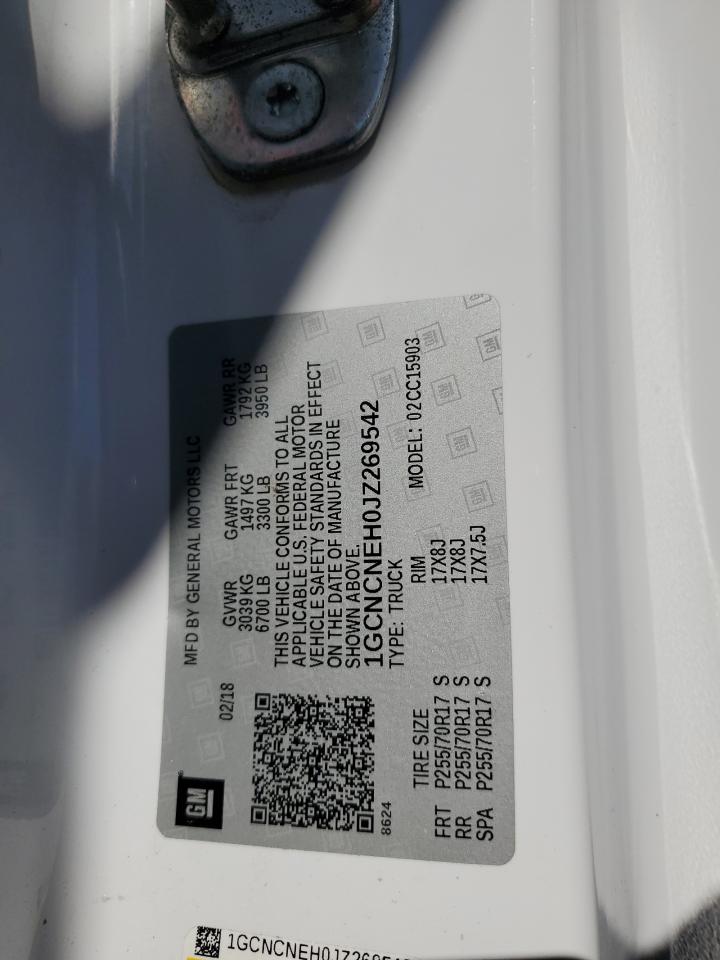 GM
02/18
MFD BY GENERAL MOTORS LLC
GVWR GAWR FRT GAWR RR
3039 KG 1497 KG 1792 KG
6700 LB 3300 LB 3950 LB
THIS VEHICLE CONFORMS TO ALL
APPLICABLE U.S. FEDERAL MOTOR
VEHICLE SAFETY STANDARDS IN EFFECT
ON THE DATE OF MANUFACTURE
SHOWN ABOVE.
1GCNCNEH0JZ269542
8624
TYPE: TRUCK MODEL: 02CC15903
TIRE SIZE RIM
FRT P255/70R17 S 17X8J
RR P255/70R17 S 17X8J
SPA P255/70R17 S 17X7.5J
1GCNCNEH0JZ26954